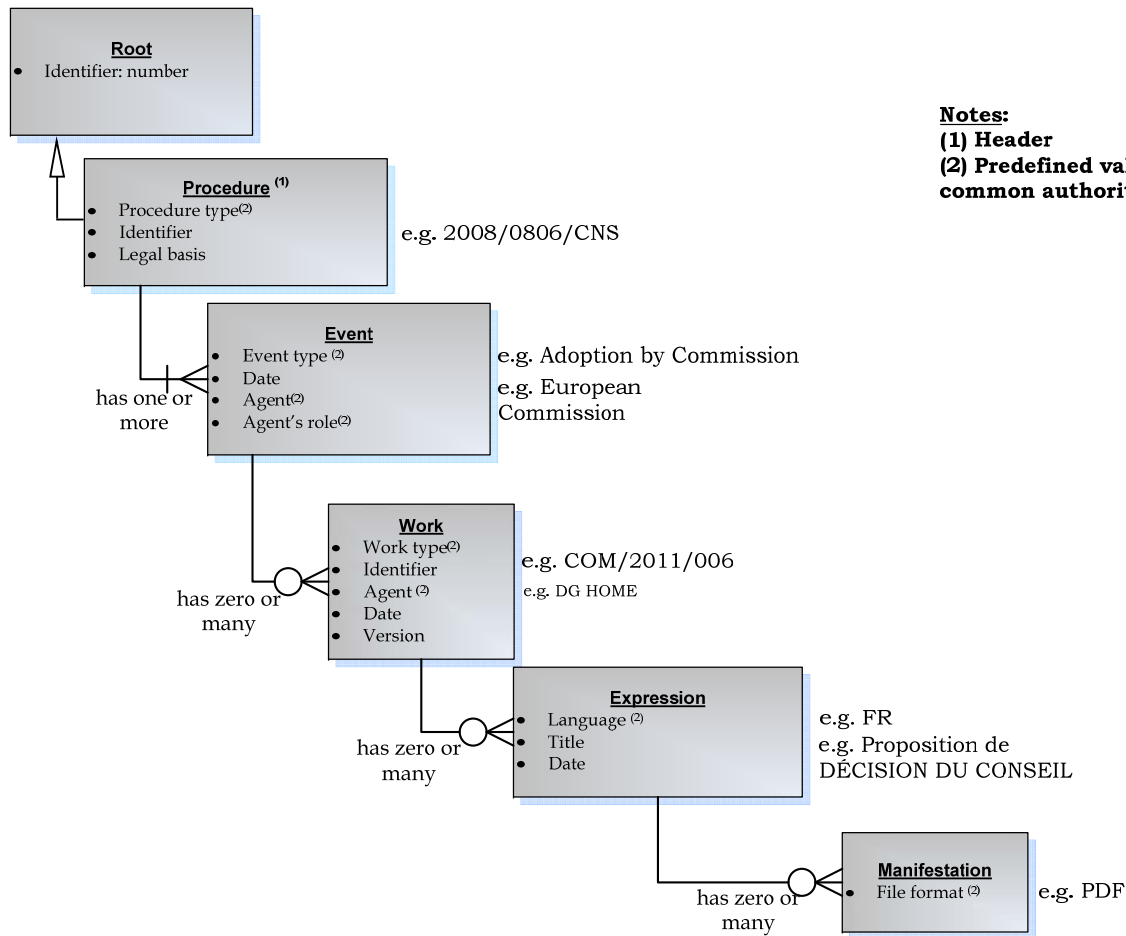 Root
• Identifier: number
Notes:
(1) Header
(2) Predefined
common
Procedure (1)
• Procedure type(2)
• Identifier
• Legal basis
e.g. 2008/0806/CNS
has one or
more
Event
• Event type (2)
• Date
• Agent(2)
• Agent's role(2)
e.g. Adoption by Commission
e.g. European
Commission
has zero or
many
Work
• Work type(2)
• Identifier
• Agent (2)
• Date
• Version
e.g. COM/2011/006
e.g. DG HOME
has zero or
many
Expression
• Language (2)
• Title
• Date
e.g. FR
e.g. Proposition de
DÉCISION DU CONSEIL
has zero or
many
Manifestation
• File format (2)
e.g. PDF